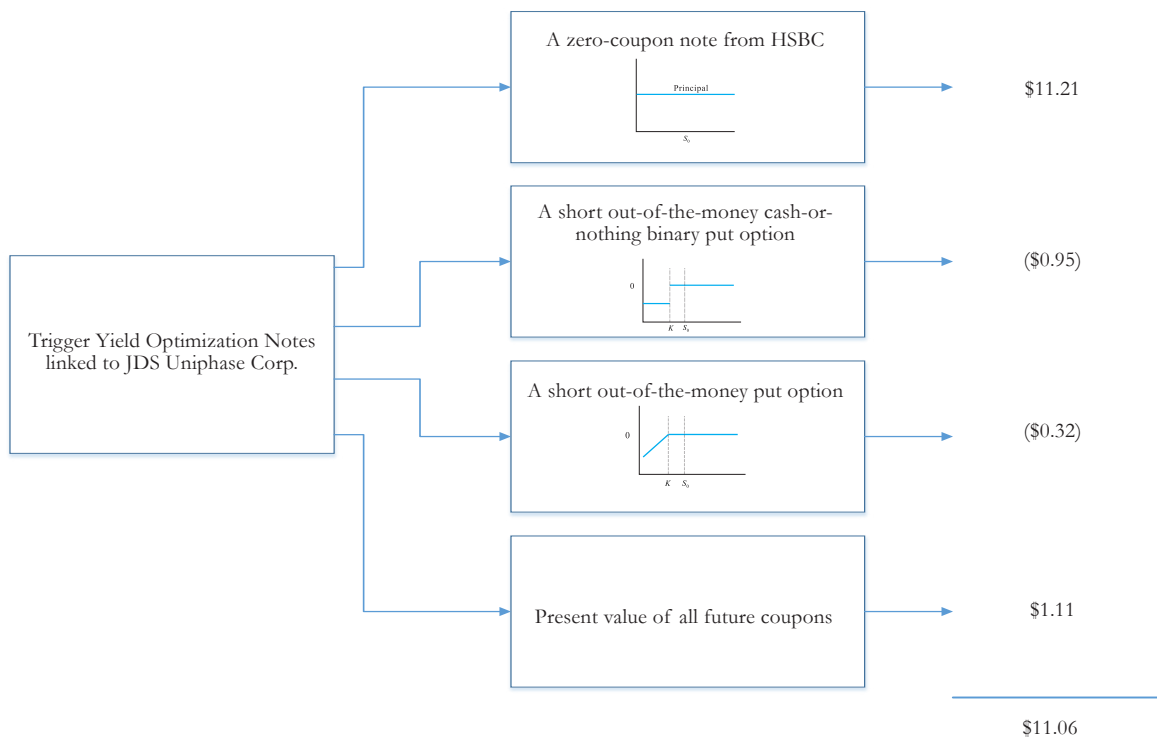 A zero-coupon note from HSBC
Principal
S0
$11.21
A short out-of-the-money cash-or-
nothing binary put option
0
K S0
($0.95)
Trigger Yield Optimization Notes
linked to JDS Uniphase Corp.
A short out-of-the-money put option
0
K S0
($0.32)
Present value of all future coupons
$1.11
$11.06